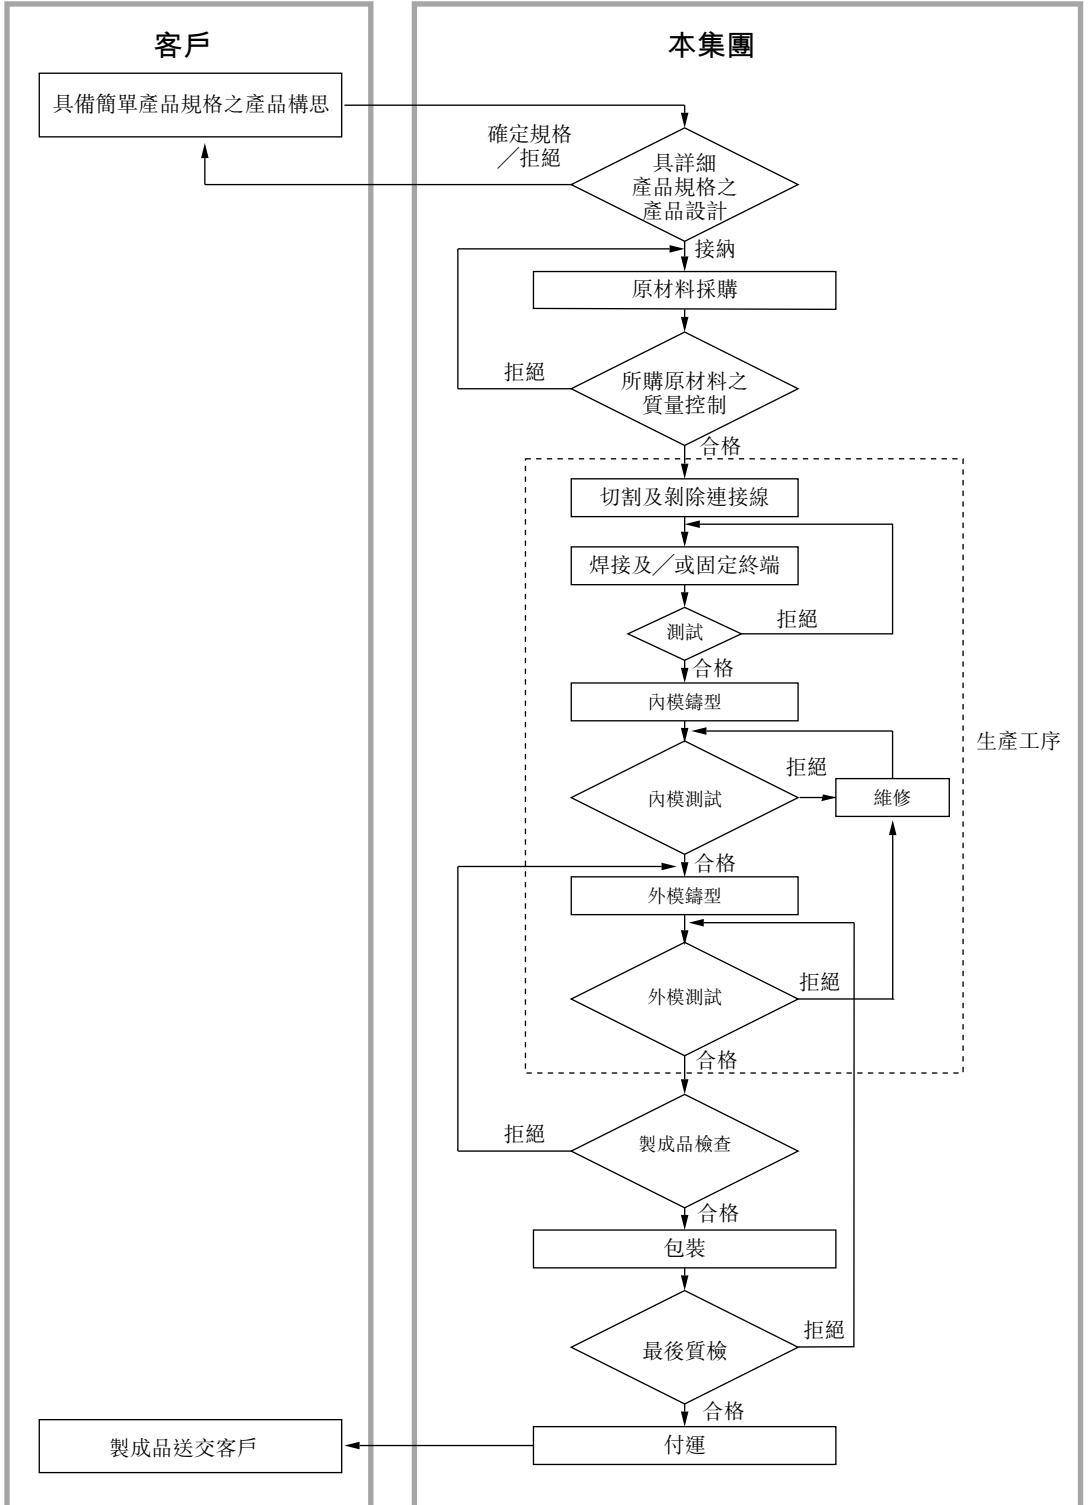 客戶
本集團
具備簡單產品規格之產品構思
確定規格
／拒絕
具詳細
產品規格之
產品設計
接納
原材料採購
拒絕
所購原材料之
質量控制
合格
切割及剝除連接線
焊接及／或固定終端
測試
拒絕
合格
內模鑄型
生產工序
拒絕
內模測試
維修
合格
外模鑄型
拒絕
外模測試
合格
拒絕
製成品檢查
合格
包裝
拒絕
最後質檢
合格
付運
製成品送交客戶